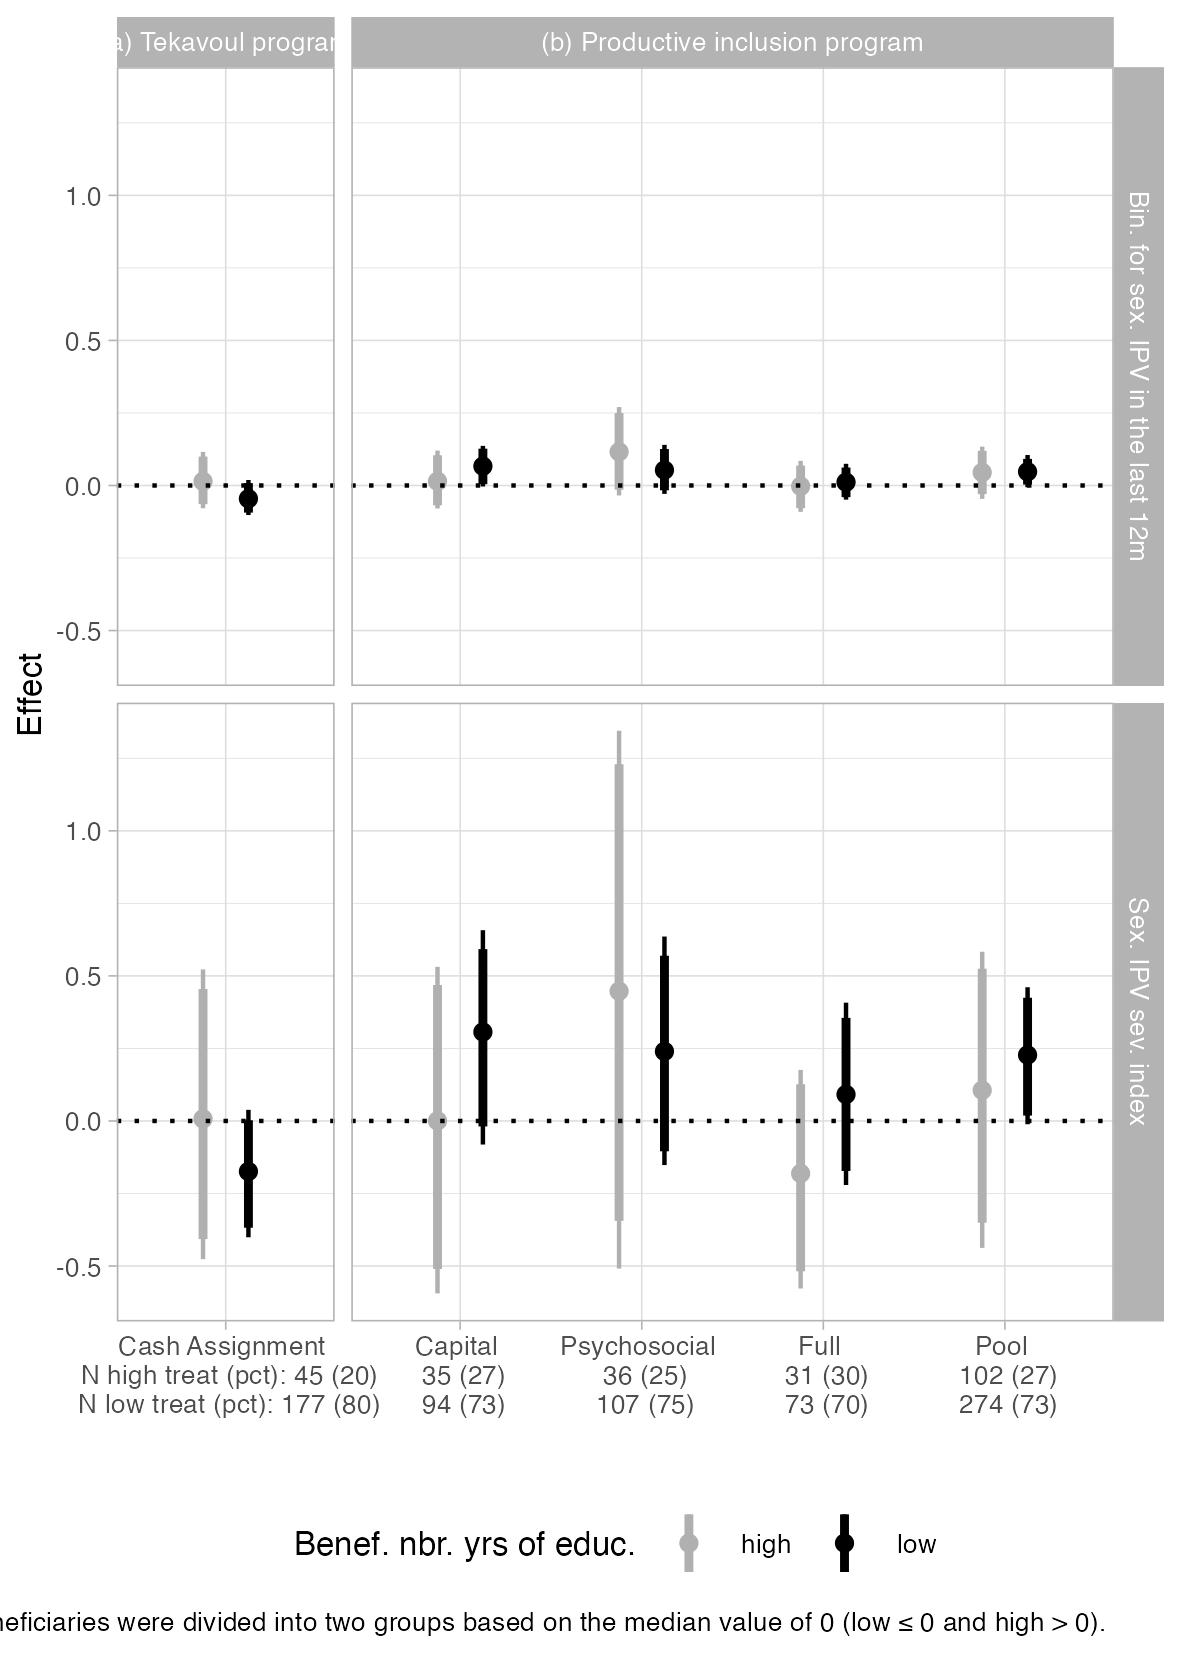 a) Tekavoul program
(b) Productive inclusion program
1.0
0.5
0.0
-0.5
Bin. for sex. IPV in the last 12m
Effect
1.0
0.5
0.0
-0.5
Sex. IPV sev. index
Cash Assignment Capital Psychosocial Full Pool
N high treat (pct): 45 (20) 35 (27) 36 (25) 31 (30) 102 (27)
N low treat (pct): 177 (80) 94 (73) 107 (75) 73 (70) 274 (73)
Benef. nbr. yrs of educ. high low
neficiaries were divided into two groups based on the median value of 0 (low ≤ 0 and high > 0).